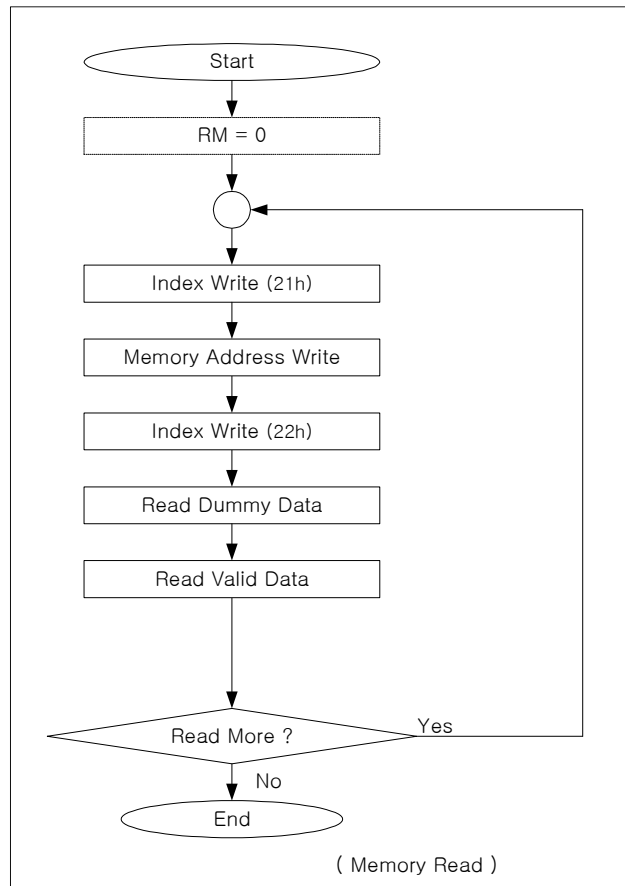 Start
RM = 0
Index Write (21h)
Memory Address Write
Index Write (22h)
Read Dummy Data
Read Valid Data
Read More ?
Yes
No
End
( Memory Read )